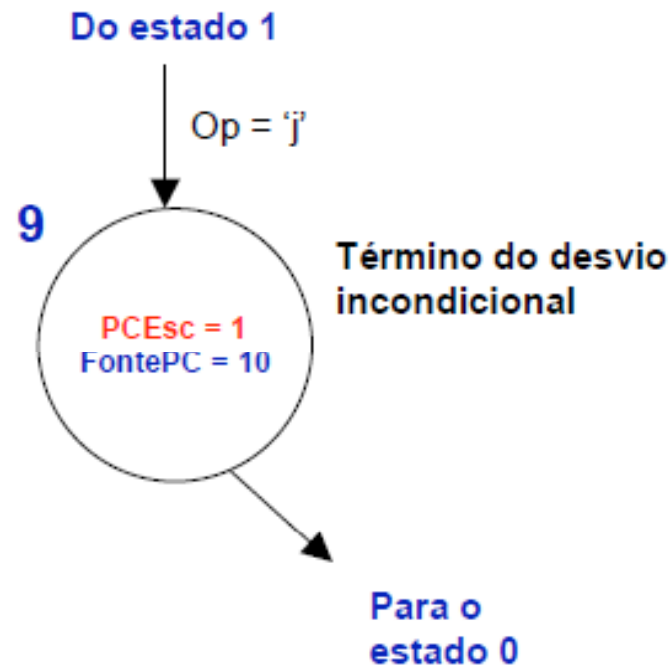 Do estado 1
Op = ‘j’
9
Término do desvio
incondicional
PCEsc = 1
FontePC = 10
Para o
estado 0